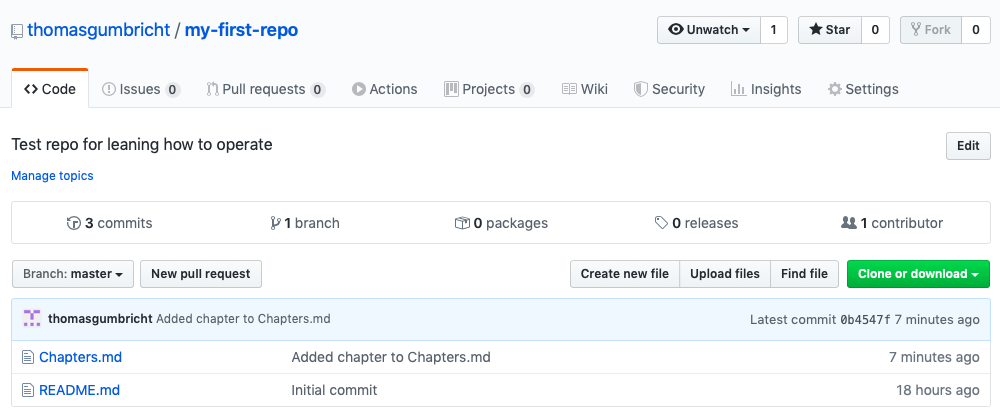 thomasgumbricht / my-first-repo Unwatch 1 Star 0 Fork 0
Code Issues 0 Pull requests 0 Actions Projects 0 Wiki Security Insights Settings
Test repo for leaning how to operate Edit
Manage topics
3 commits 1 branch 0 packages 0 releases 1 contributor
Branch: master New pull request Create new file Upload files Find file Clone or download
thomasgumbricht Added chapter to Chapters.md Latest commit 0b4547f 7 minutes ago
Chapters.md Added chapter to Chapters.md 7 minutes ago
README.md Initial commit 18 hours ago